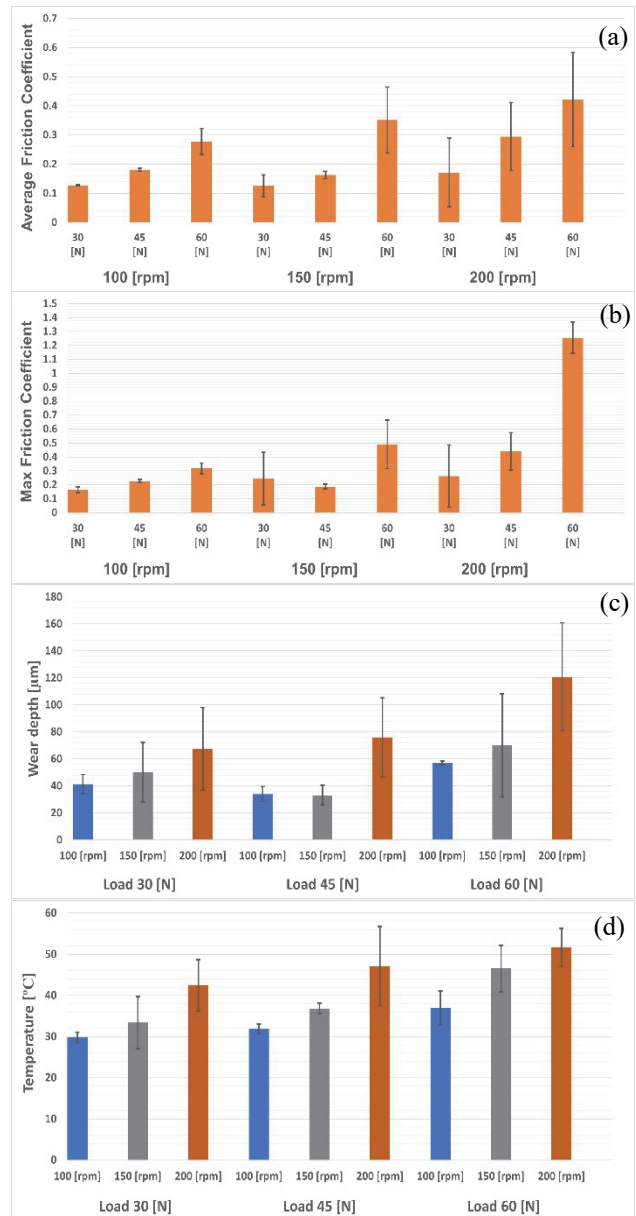 (a)
Average Friction Coefficient
0.7
0.6
0.5
0.4
0.3
0.2
0.1
0
30 45 60 30 45 60 30 45 60
[N] [N] [N] [N] [N] [N] [N] [N] [N]
100 [rpm] 150 [rpm] 200 [rpm]
(b)
Max Friction Coefficient
1.5
1.4
1.3
1.2
1.1
1
0.9
0.8
0.7
0.6
0.5
0.4
0.3
0.2
0.1
0
30 45 60 30 45 60 30 45 60
[N] [N] [N] [N] [N] [N] [N] [N] [N]
100 [rpm] 150 [rpm] 200 [rpm]
(c)
Wear depth [μm]
180
160
140
120
100
80
60
40
20
0
100 [rpm] 150 [rpm] 200 [rpm] 100 [rpm] 150 [rpm] 200 [rpm] 100 [rpm] 150 [rpm] 200 [rpm]
Load 30 [N] Load 45 [N] Load 60 [N]
(d)
Temperature [°C]
60
50
40
30
20
10
0
100 [rpm] 150 [rpm] 200 [rpm] 100 [rpm] 150 [rpm] 200 [rpm] 100 [rpm] 150 [rpm] 200 [rpm]
Load 30 [N] Load 45 [N] Load 60 [N]